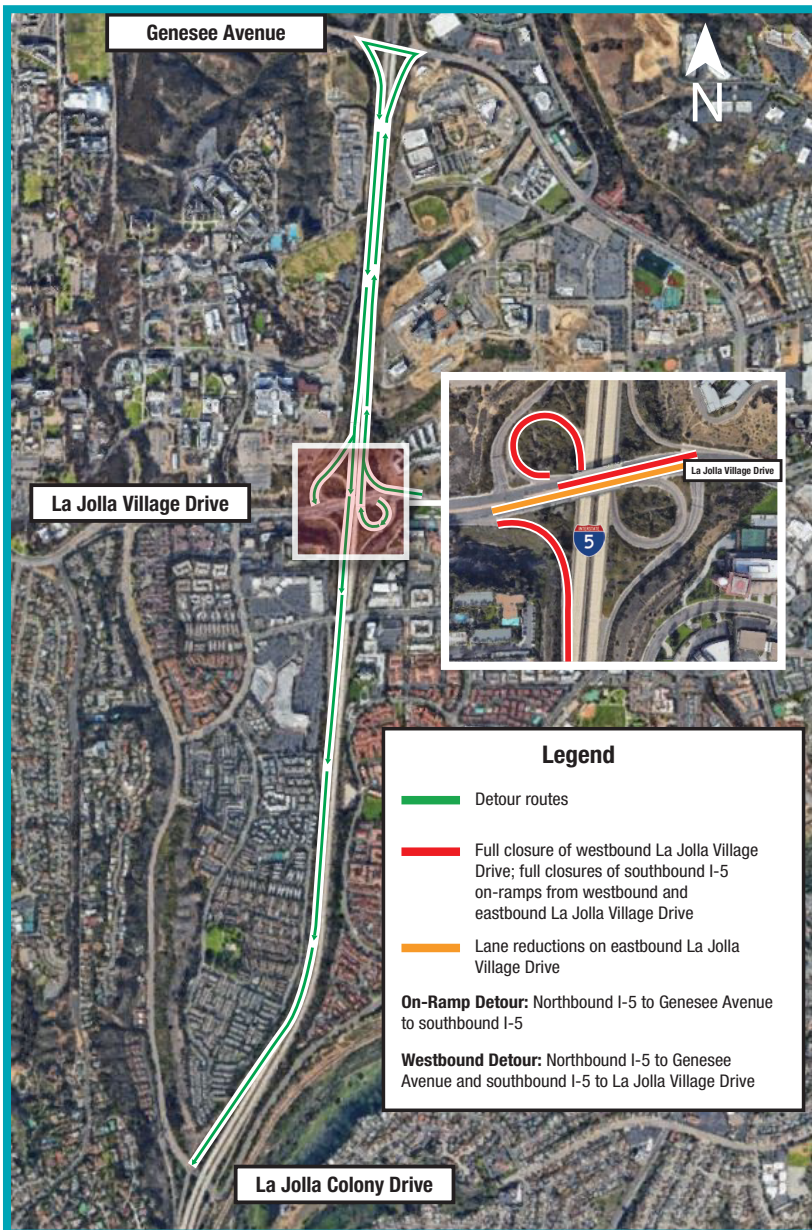 Genesee Avenue
N
La Jolla Village Drive
La Jolla Village Drive
INTERSTATE
5
Legend
Detour routes
Full closure of westbound La Jolla Village
Drive; full closures of southbound I-5
on-ramps from westbound and
eastbound La Jolla Village Drive
Lane reductions on eastbound La Jolla
Village Drive
On-Ramp Detour: Northbound I-5 to Genesee Avenue
to southbound I-5
Westbound Detour: Northbound I-5 to Genesee
Avenue and southbound I-5 to La Jolla Village Drive
La Jolla Colony Drive